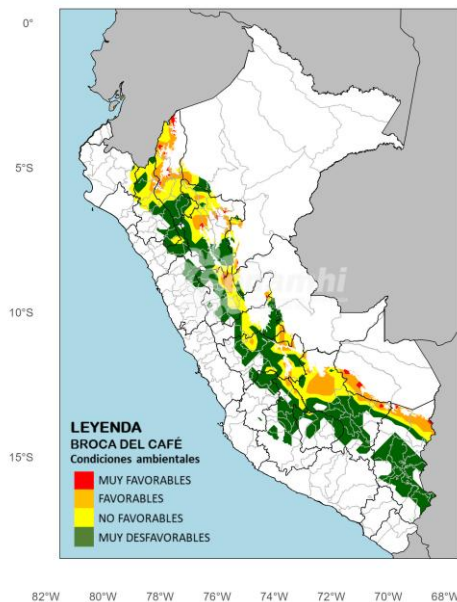 0°
5°S
10°S
15°S
senamhi
LEYENDA
BROCA DEL CAFÉ
Condiciones ambientales
MUY FAVORABLES
FAVORABLES
NO FAVORABLES
MUY DESFAVORABLES
82°W 80°W 78°W 76°W 74°W 72°W 70°W 68°W